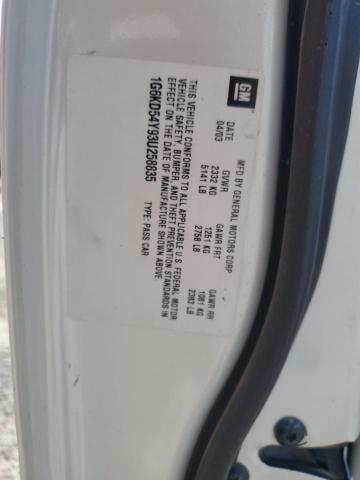 GM
MFD BY GENERAL MOTORS CORP
DATE GVWR GAWR FRT GAWR RR
04/03 2332 KG 1251 KG 1081 KG
5141 LB 2758 LB 2383 LB
THIS VEHICLE CONFORMS TO ALL APPLICABLE U.S. FEDERAL MOTOR
VEHICLE SAFETY, BUMPER, AND THEFT PREVENTION STANDARDS IN
EFFECT ON THE DATE OF MANUFACTURE SHOWN ABOVE
1G6KD54Y93U258835 TYPE: PASS CAR